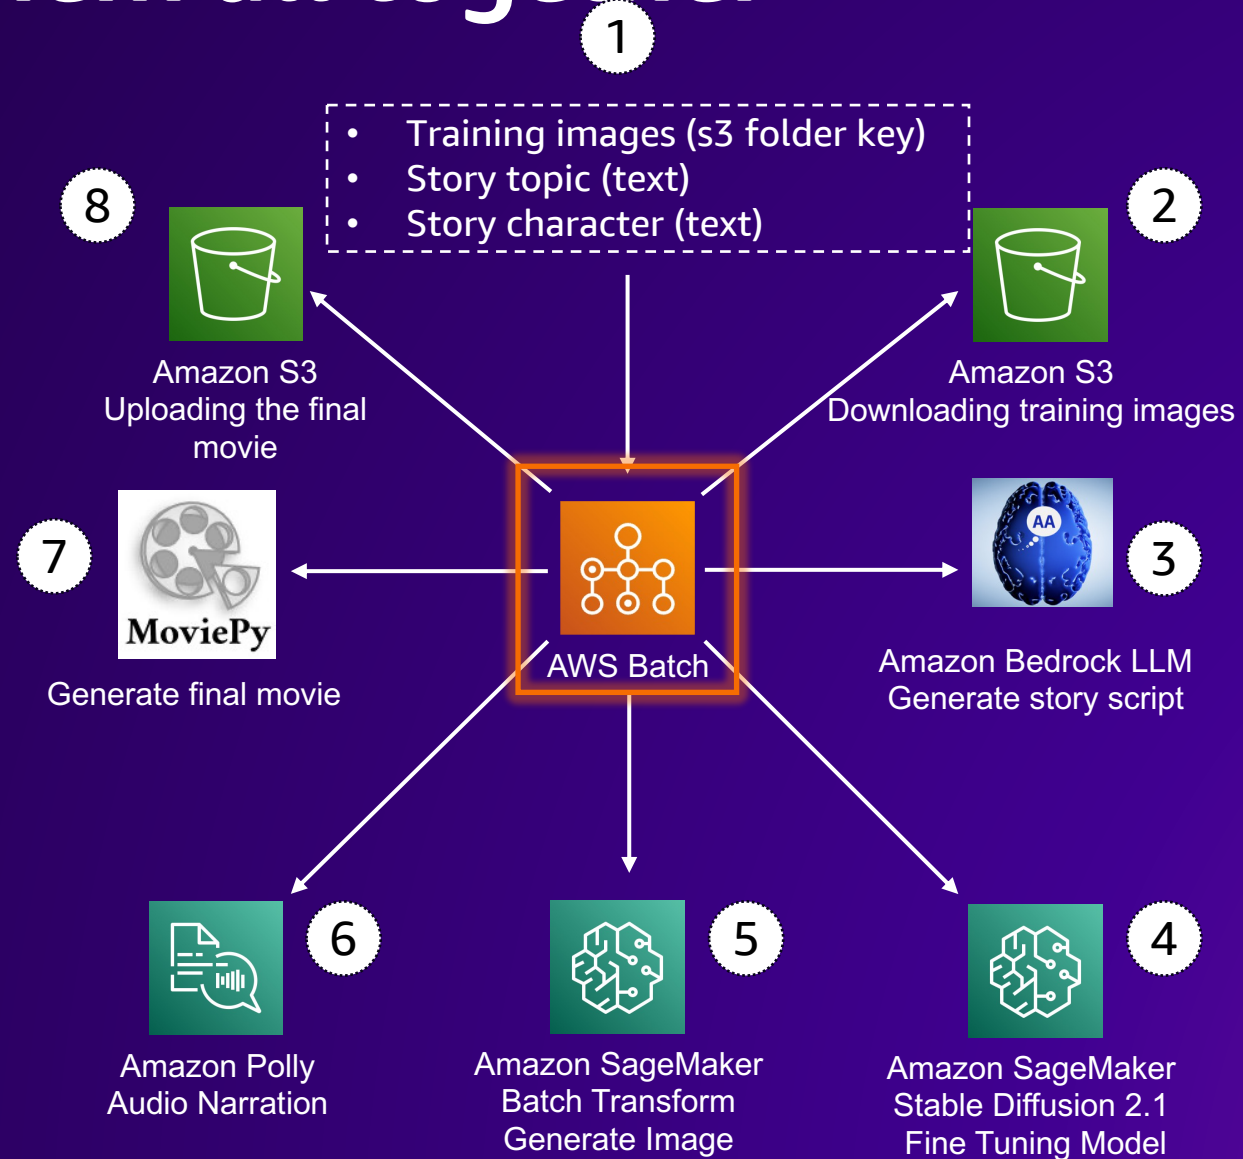 all together
1
• Training images (s3 folder key)
• Story topic (text)
• Story character (text)
8
Amazon S3
Uploading the final
movie
2
Amazon S3
Downloading training images
7
MoviePy
Generate final movie
AWS Batch
AA
3
Amazon Bedrock LLM
Generate story script
6
Amazon Polly
Audio Narration
5
Amazon SageMaker
Batch Transform
Generate Image
4
Amazon SageMaker
Stable Diffusion 2.1
Fine Tuning Model